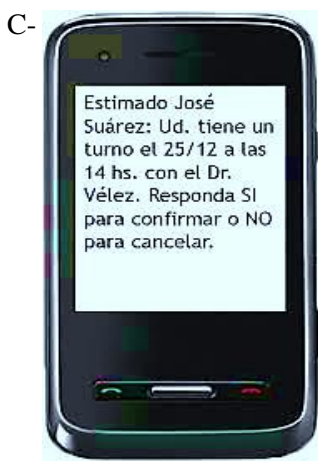 C-
Estimado José
Suárez: Ud. tiene un
turno el 25/12 a las
14 hs. con el Dr.
Vélez. Responda SI
para confirmar o NO
para cancelar.